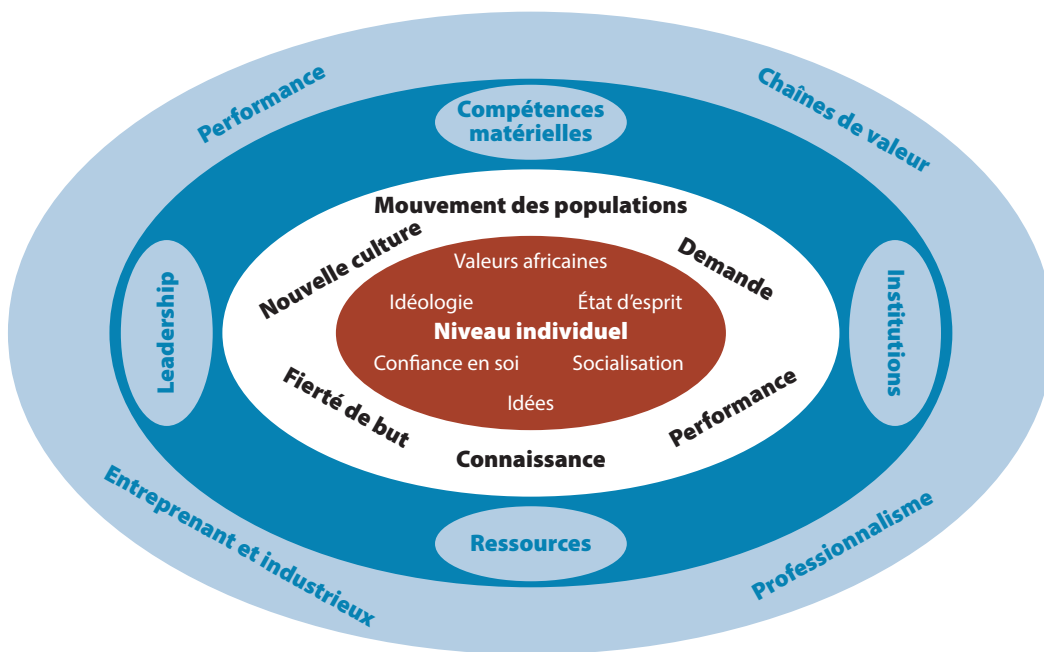 Performance
Chaînes de valeur
Compétences
matérielles
Mouvement des populations
Nouvelle culture
Demande
Valeurs africaines
Idéologie
État d’esprit
Leadership
Niveau individuel
Institutions
Confiance en soi
Socialisation
Fierté de but
Idées
Performance
Connaissance
Entreprenant et industrieux
Ressources
Professionnalisme